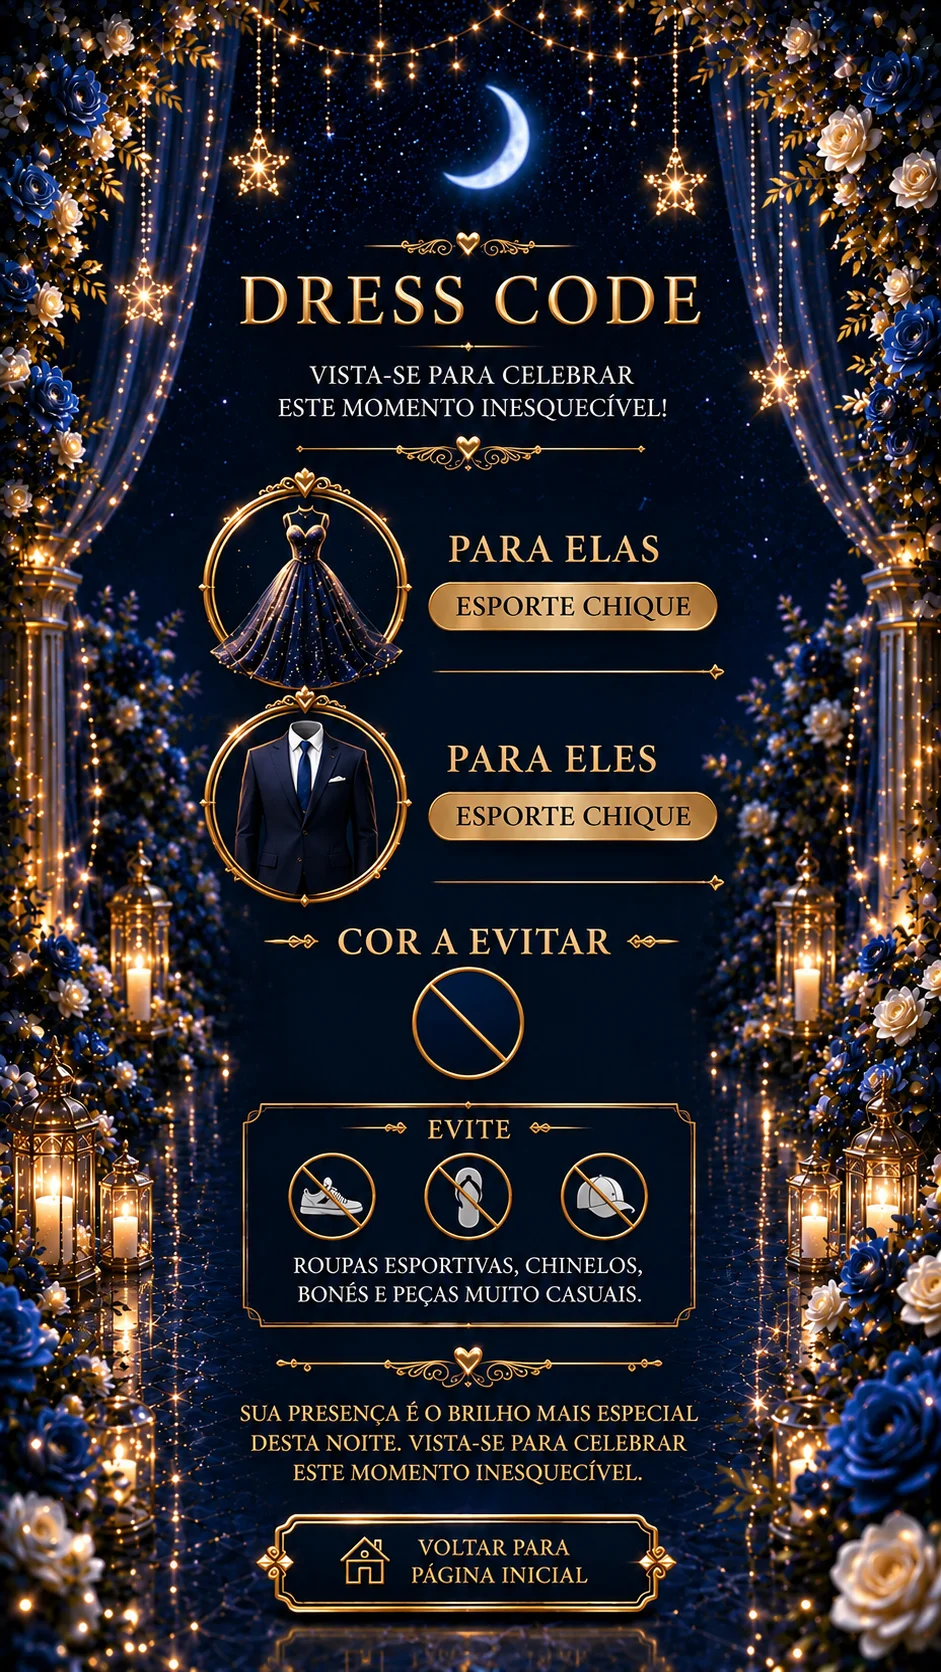 DRESS CODE
VISTA-SE PARA CELEBRAR
ESTE MOMENTO INESQUECÍVEL!
PARA ELAS
ESPORTE CHIQUE
PARA ELES
ESPORTE CHIQUE
COR A EVITAR
EVITE
ROUPAS ESPORTIVAS, CHINELOS,
BONÉS E PEÇAS MUITO CASUAIS.
SUA PRESENÇA É O BRILHO MAIS ESPECIAL
DESTA NOITE. VISTA-SE PARA CELEBRAR
ESTE MOMENTO INESQUECÍVEL.
VOLTAR PARA
PÁGINA INICIAL